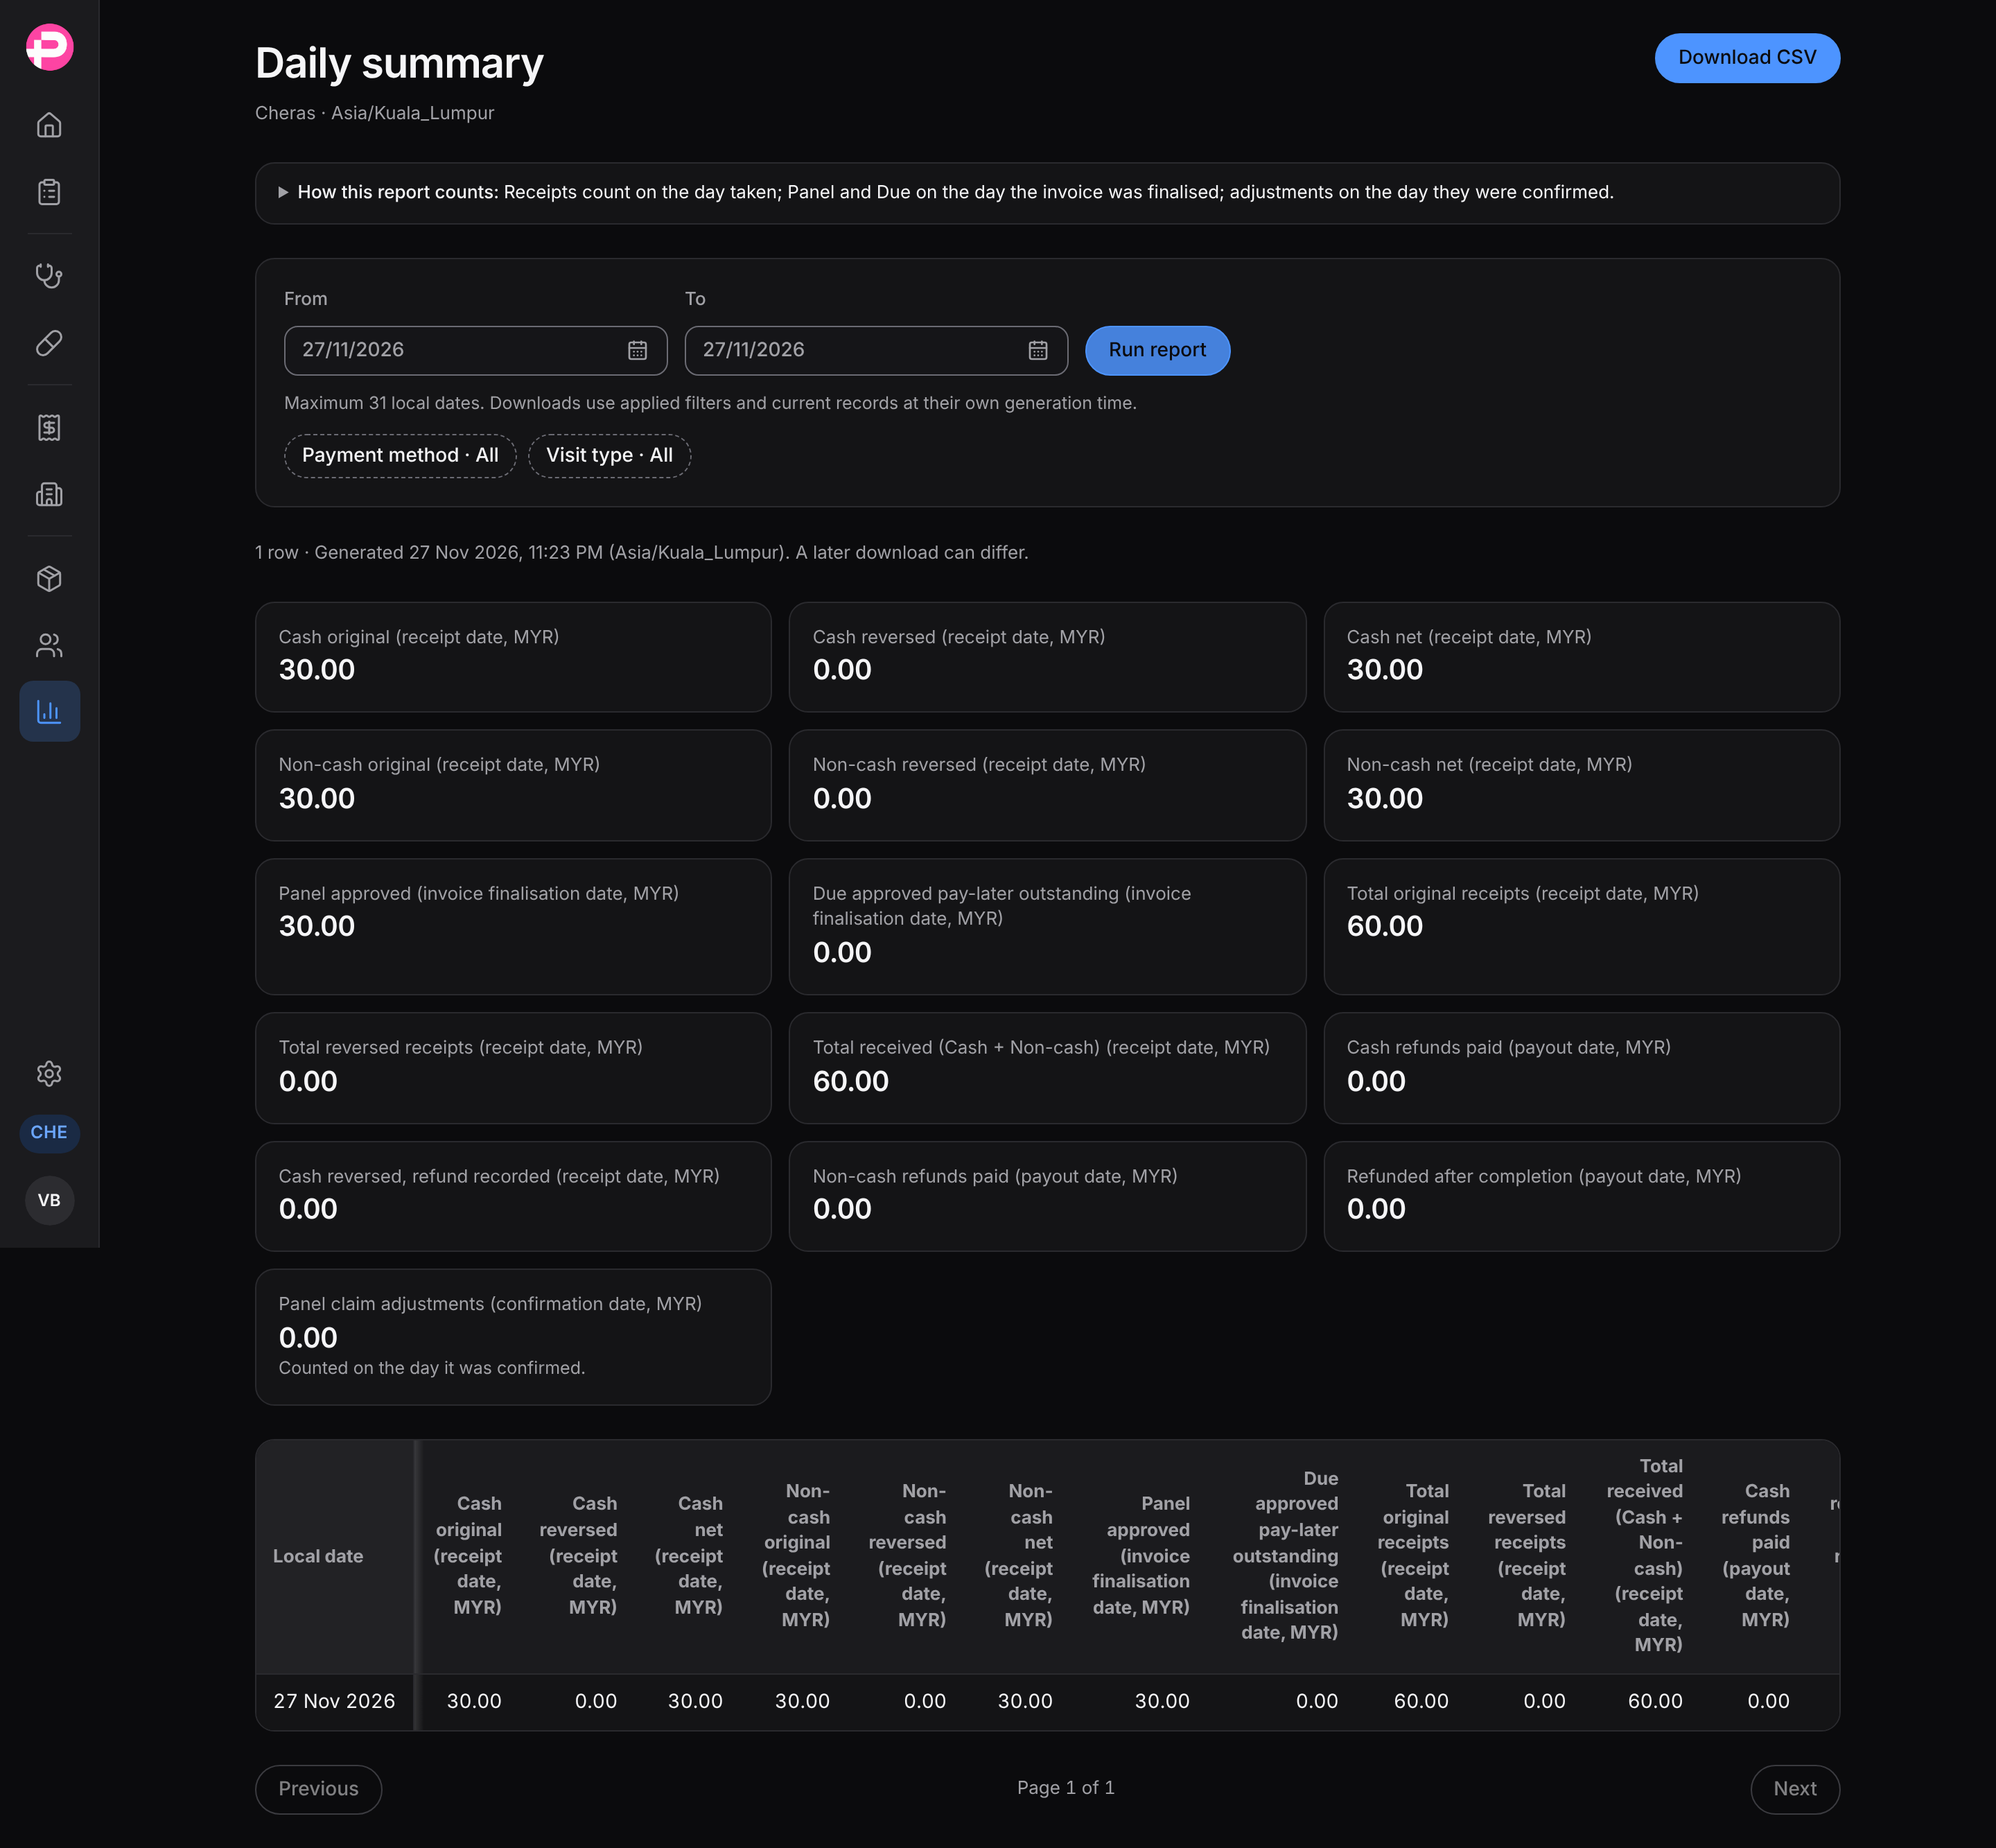 Daily summary
Download CSV
Cheras · Asia/Kuala_Lumpur
How this report counts: Receipts count on the day taken; Panel and Due on the day the invoice was finalised; adjustments on the day they were confirmed.
From
To
27/11/2026
27/11/2026
Run report
Maximum 31 local dates. Downloads use applied filters and current records at their own generation time.
Payment method · All
Visit type · All
1 row · Generated 27 Nov 2026, 11:23 PM (Asia/Kuala_Lumpur). A later download can differ.
Cash original (receipt date, MYR)
30.00
Cash reversed (receipt date, MYR)
0.00
Cash net (receipt date, MYR)
30.00
Non-cash original (receipt date, MYR)
30.00
Non-cash reversed (receipt date, MYR)
0.00
Non-cash net (receipt date, MYR)
30.00
Panel approved (invoice finalisation date, MYR)
30.00
Due approved pay-later outstanding (invoice
finalisation date, MYR)
0.00
Total original receipts (receipt date, MYR)
60.00
Total reversed receipts (receipt date, MYR)
0.00
Total received (Cash + Non-cash) (receipt date, MYR)
60.00
Cash refunds paid (payout date, MYR)
0.00
Cash reversed, refund recorded (receipt date, MYR)
0.00
Non-cash refunds paid (payout date, MYR)
0.00
Refunded after completion (payout date, MYR)
0.00
Panel claim adjustments (confirmation date, MYR)
0.00
Counted on the day it was confirmed.
CHE
VB
Local date
Cash
original
(receipt
date,
MYR)
Cash
reversed
(receipt
date,
MYR)
Cash
net
(receipt
date,
MYR)
Non-
cash
original
(receipt
date,
MYR)
Non-
cash
reversed
(receipt
date,
MYR)
Non-
cash
net
(receipt
date,
MYR)
Panel
approved
(invoice
finalisation
date, MYR)
Due
approved
pay-later
outstanding
(invoice
finalisation
date, MYR)
Total
original
receipts
(receipt
date,
MYR)
Total
reversed
receipts
(receipt
date,
MYR)
Total
received
(Cash +
Non-
cash)
(receipt
date,
MYR)
Cash
refunds
paid
(payout
date,
MYR)
27 Nov 2026 30.00 0.00 30.00 30.00 0.00 30.00 30.00 0.00 60.00 0.00 60.00 0.00
Previous
Page 1 of 1
Next